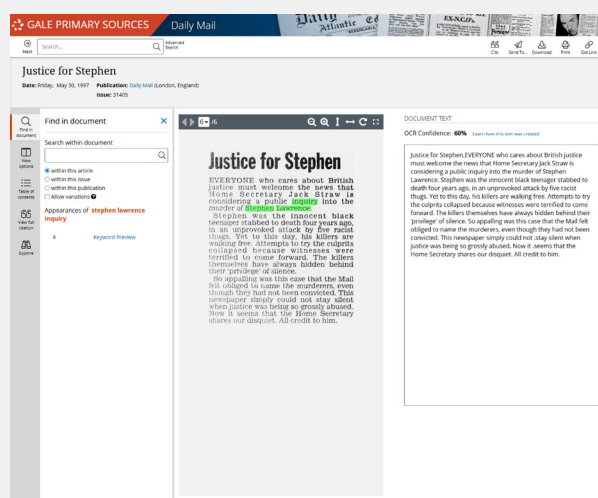 GALE PRIMARY SOURCES
Daily Mail
Daily
Atlantic
EX-N.C.O's.
Next
Search...
Advanced
Search
Cite
Send To...
Download
Print
Get Link
Justice for Stephen
Date: Friday, May 30, 1997 Publication: Daily Mail (London, England)
Issue: 31405
Find in
document
View
options
Table of
contents
View full
citation
Explore
Find in document
Search within document
within this article
within this issue
within this publication
Allow variations
Appearances of stephen lawrence
inquiry
6 Keyword Preview
6 /6
Justice for Stephen
EVERYONE who cares about British
justice must welcome the news that
Home Secretary Jack Straw is
considering a public inquiry into the
murder of Stephen Lawrence.
Stephen was the innocent black
teenager stabbed to death four years ago,
in an unprovoked attack by five racist
thugs. Yet to this day, his killers are
walking free. Attempts to try the culprits
collapsed because witnesses were
terrified to come forward. The killers
themselves have always hidden behind
their 'privilege' of silence.
So appalling was this case that the Mail
felt obliged to name the murderers, even
though they had not been convicted. This
newspaper simply could not stay silent
when justice was being so grossly abused.
Now it seems that the Home Secretary
shares our disquiet. All credit to him.
DOCUMENT TEXT
OCR Confidence: 60% Learn how this text was created
Justice for Stephen,EVERYONE who cares about British justice
must welcome the news that Home Secretary Jack Straw is
considering a public inquiry into the murder of Stephen
Lawrence. Stephen was the innocent black teenager stabbed to
death four years ago, in an unprovoked attack by five racist
thugs. Yet to this day, his killers are walking free. Attempts to try
the culprits collapsed because witnesses were terrified to come
forward. The killers themselves have always hidden behind their
'privilege' of silence. So appalling was this case that the Mail felt
obliged to name the murderers, even though they had not been
convicted. This newspaper simply could not .stay silent when
justice was being so grossly abused. Now it .seems that the
Home Secretary shares our disquiet. All credit to him.